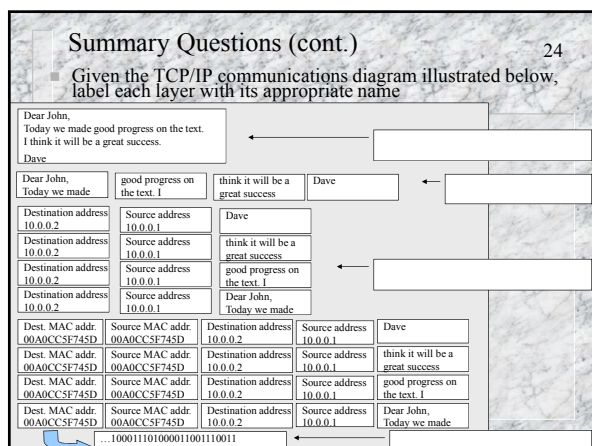 Summary Questions (cont.)
24
Given the TCP/IP communications diagram illustrated below,
label each layer with its appropriate name
Dear John,
Today we made good progress on the text.
I think it will be a great success.
Dave
Dear John,
Today we made
good progress on
the text. I
think it will be a
great success
Dave
Destination address
10.0.0.2
Source address
10.0.0.1
Dave
Destination address
10.0.0.2
Source address
10.0.0.1
think it will be a
great success
Destination address
10.0.0.2
Source address
10.0.0.1
good progress on
the text. I
Destination address
10.0.0.2
Source address
10.0.0.1
Dear John,
Today we made
Dest. MAC addr.
00A0CC5F745D
Source MAC addr.
00A0CC5F745D
Destination address
10.0.0.2
Source address
10.0.0.1
Dave
Dest. MAC addr.
00A0CC5F745D
Source MAC addr.
00A0CC5F745D
Destination address
10.0.0.2
Source address
10.0.0.1
think it will be a
great success
Dest. MAC addr.
00A0CC5F745D
Source MAC addr.
00A0CC5F745D
Destination address
10.0.0.2
Source address
10.0.0.1
good progress on
the text. I
Dest. MAC addr.
00A0CC5F745D
Source MAC addr.
00A0CC5F745D
Destination address
10.0.0.2
Source address
10.0.0.1
Dear John,
Today we made
…100011101000011001110011